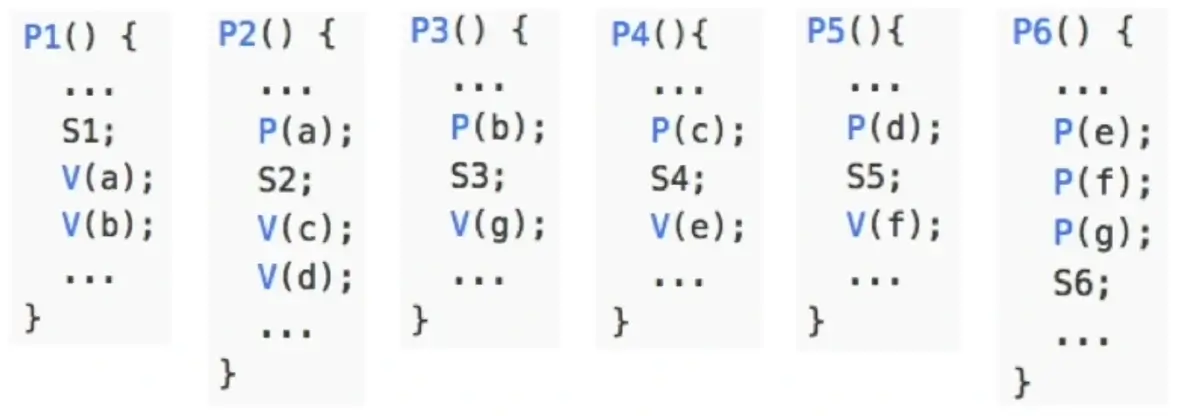 P1() {
...
S1;
V(a);
V(b);
...
}
P2() {
...
P(a);
S2;
V(c);
V(d);
...
}
P3() {
...
P(b);
S3;
V(g);
...
}
P4(){
...
P(c);
S4;
V(e);
...
}
P5(){
...
P(d);
S5;
V(f);
...
}
P6() {
...
P(e);
P(f);
P(g);
S6;
...
}